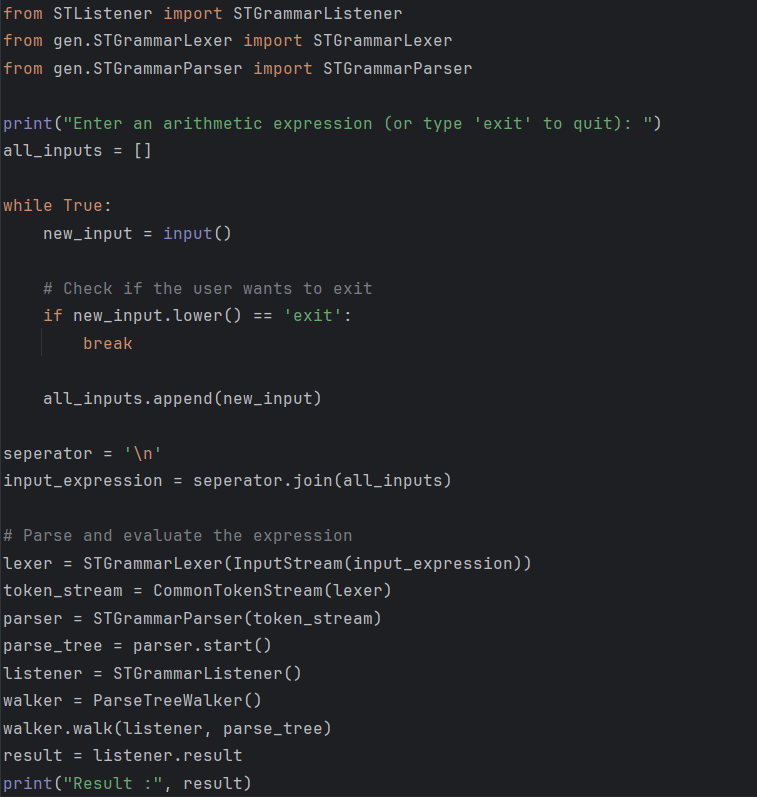 from STListener import STGrammarListener
from gen.STGrammarLexer import STGrammarLexer
from gen.STGrammarParser import STGrammarParser

print("Enter an arithmetic expression (or type 'exit' to quit): ")
all_inputs = []

while True:
    new_input = input()

    # Check if the user wants to exit
    if new_input.lower() == 'exit':
        break

    all_inputs.append(new_input)

seperator = '\n'
input_expression = seperator.join(all_inputs)

# Parse and evaluate the expression
lexer = STGrammarLexer(InputStream(input_expression))
token_stream = CommonTokenStream(lexer)
parser = STGrammarParser(token_stream)
parse_tree = parser.start()
listener = STGrammarListener()
walker = ParseTreeWalker()
walker.walk(listener, parse_tree)
result = listener.result
print("Result :", result)